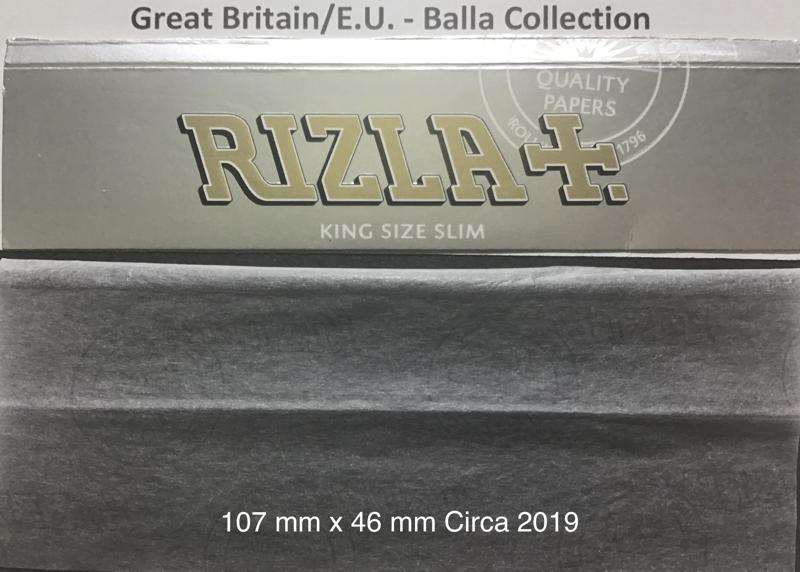 Great Britain/E.U. - Balla Collection
QUALITY
PAPERS
1796
RIZLA+.
KING SIZE SLIM
107 mm x 46 mm Circa 2019